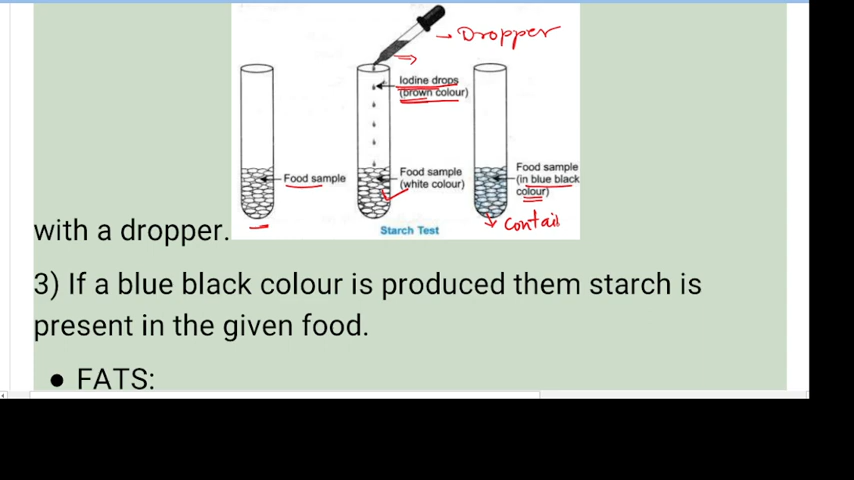 Dropper
Iodine drops
(brown colour)
Food sample
Food sample
(white colour)
Food sample
(in blue black
colour)
contai
Starch Test
with a dropper.
3) If a blue black colour is produced them starch is
present in the given food.
● FATS: